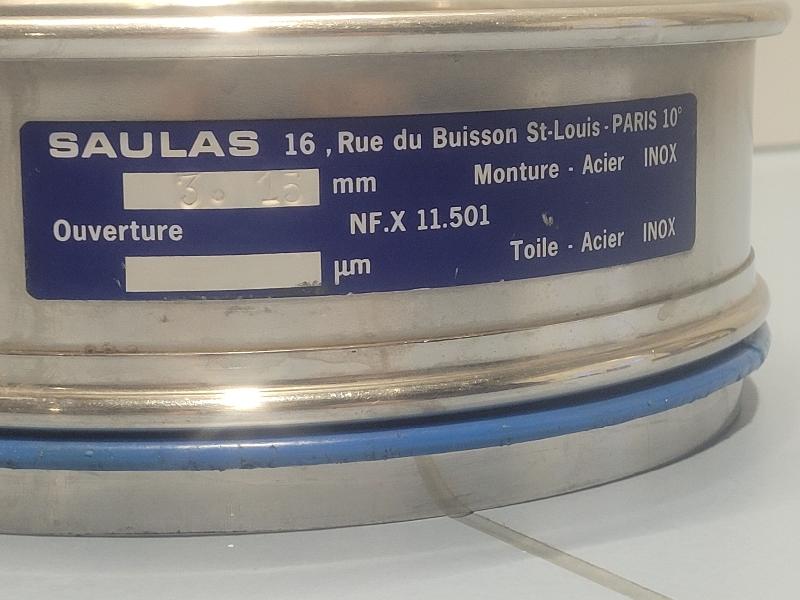 SAULAS 16, Rue du Buisson St-Louis - PARIS 10°
3. 15 mm
Monture - Acier INOX
Ouverture
NF.X 11.501
µm
Toile - Acier INOX